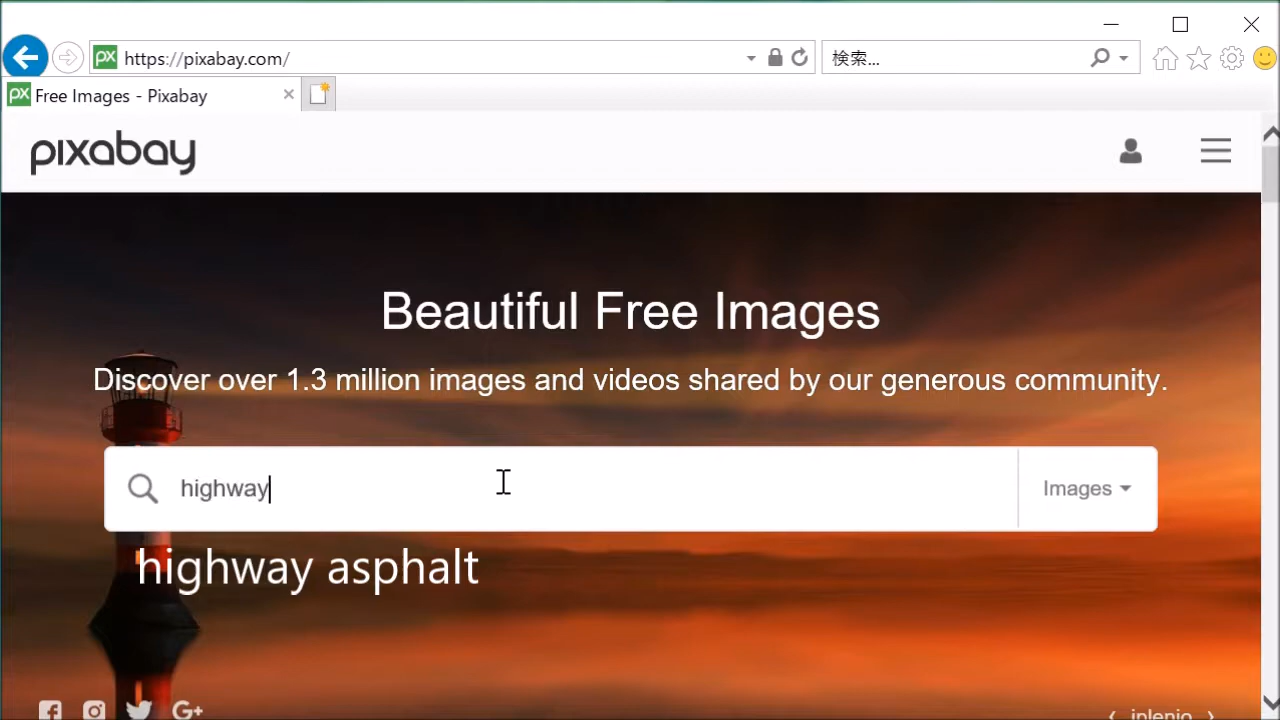 https://pixabay.com/
検索...
px Free Images - Pixabay
pixabay
Beautiful Free Images
Discover over 1.3 million images and videos shared by our generous community.
highway
Images
highway asphalt
G+